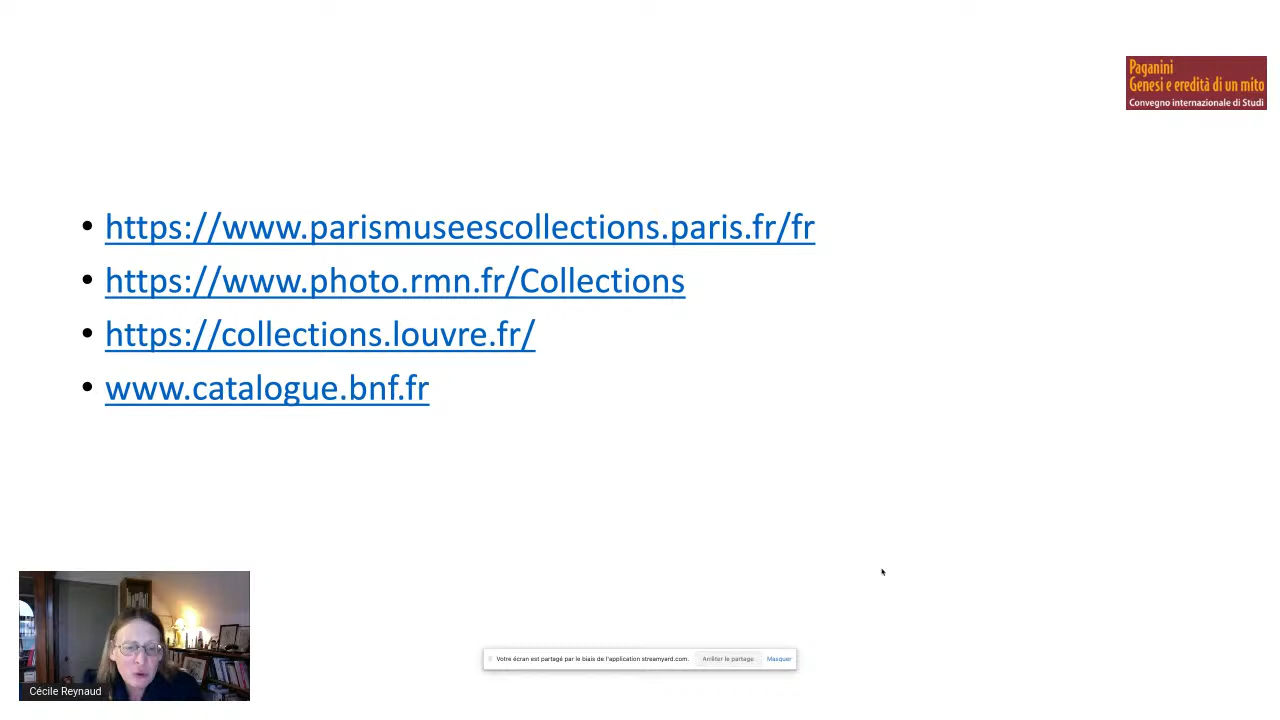 Paganini
Genesi e eredità di un mito
Convegno internazionale di Studi
• https://www.parismuseescollections.paris.fr/fr
• https://www.photo.rmn.fr/Collections
• https://collections.louvre.fr/
• www.catalogue.bnf.fr
Votre écran est partagé par le biais de l'application streamyard.com. Arrêter le partage Masquer
Cécile Reynaud